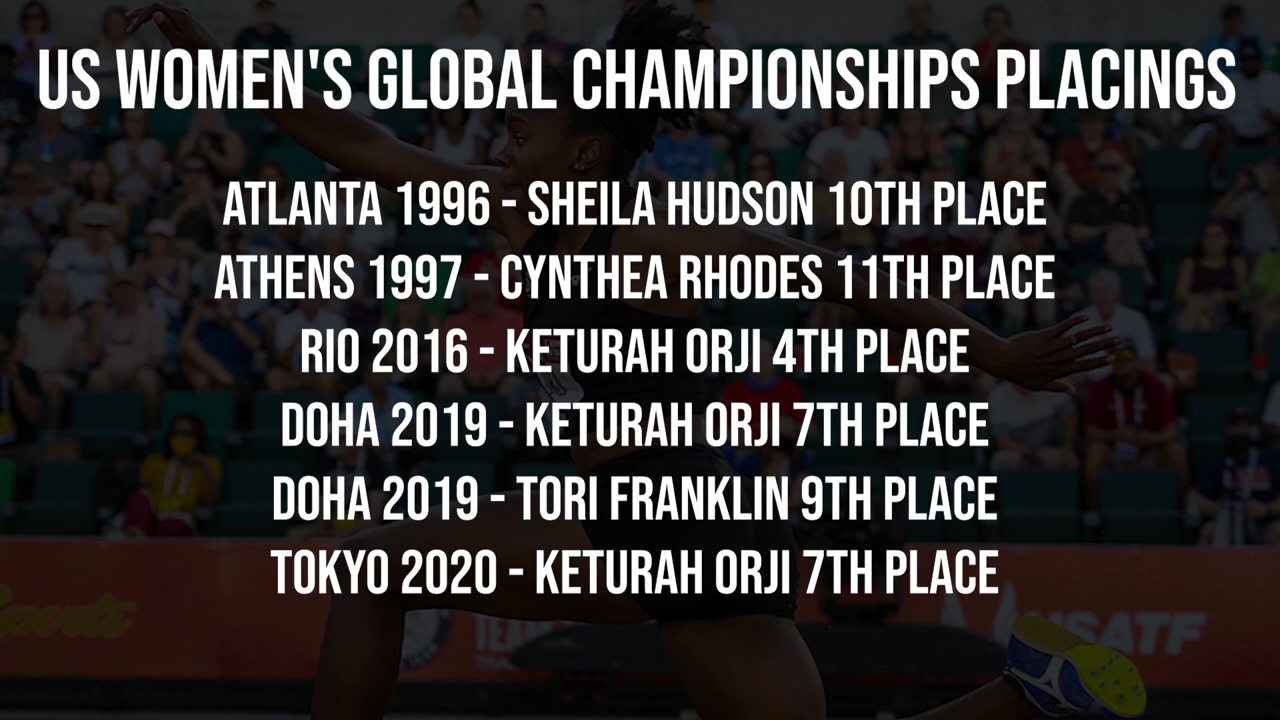 US WOMEN'S GLOBAL CHAMPIONSHIPS PLACINGS
ATLANTA 1996 - SHEILA HUDSON 10TH PLACE
ATHENS 1997 - CYNTHEA RHODES 11TH PLACE
RIO 2016 - KETURAH ORJI 4TH PLACE
DOHA 2019 - KETURAH ORJI 7TH PLACE
DOHA 2019 - TORI FRANKLIN 9TH PLACE
TOKYO 2020 - KETURAH ORJI 7TH PLACE
USATF